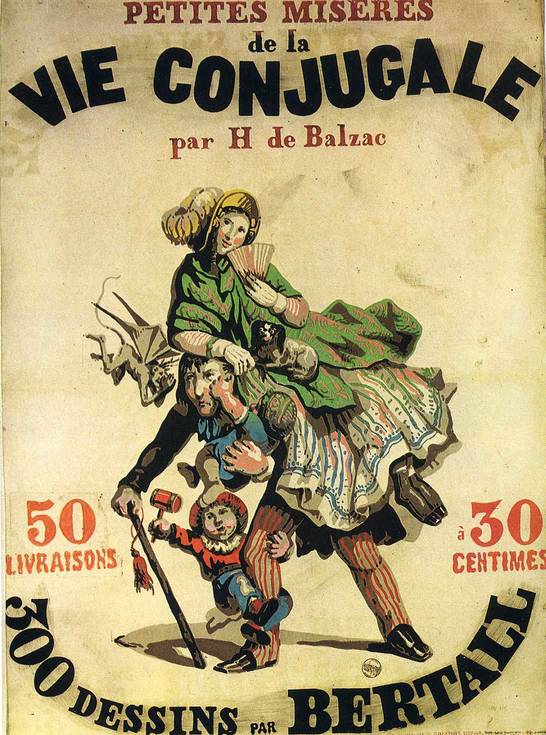 PETITES MISÈRES
de la
VIE CONJUGALE
par H de Balzac
50
LIVRAISONS
à 30
CENTIMES
300 DESSINS PAR BERTALL